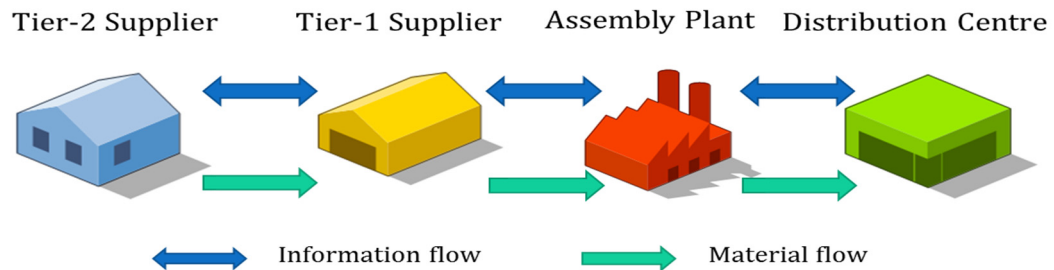 Tier-2 Supplier
Tier-1 Supplier
Assembly Plant
Distribution Centre
Information flow
Material flow